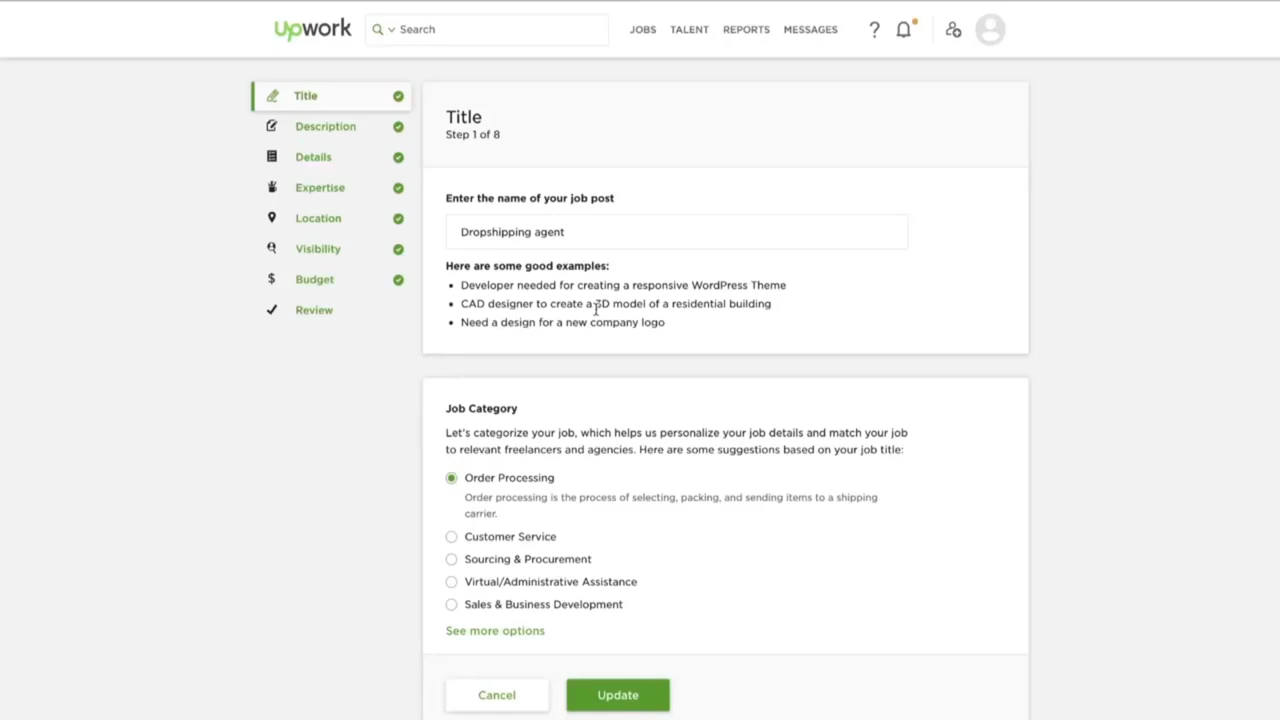 Upwork
Search
JOBS
TALENT
REPORTS
MESSAGES
?
Title
Description
Details
Expertise
Location
Visibility
$ Budget
Review
Title
Step 1 of 8
Enter the name of your job post
Dropshipping agent
Here are some good examples:
• Developer needed for creating a responsive WordPress Theme
• CAD designer to create a 3D model of a residential building
• Need a design for a new company logo
Job Category
Let's categorize your job, which helps us personalize your job details and match your job
to relevant freelancers and agencies. Here are some suggestions based on your job title:
Order Processing
Order processing is the process of selecting, packing, and sending items to a shipping
carrier.
Customer Service
Sourcing & Procurement
Virtual/Administrative Assistance
Sales & Business Development
See more options
Cancel
Update